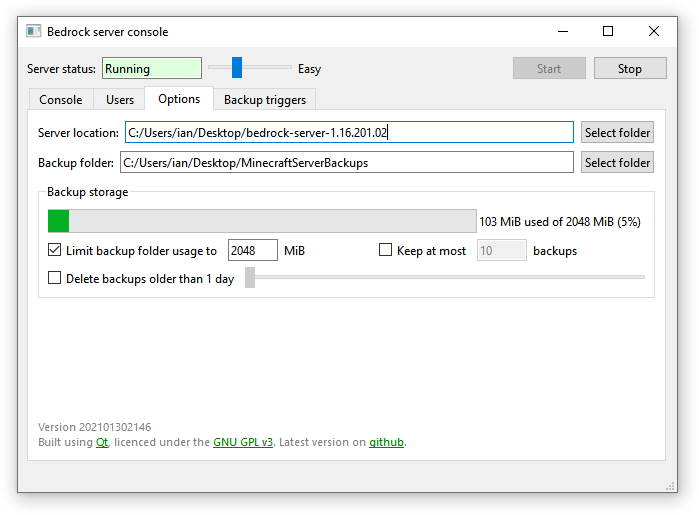 Bedrock server console
Server status: Running Easy Start Stop
Console Users Options Backup triggers
Server location: C:/Users/ian/Desktop/bedrock-server-1.16.201.02 Select folder
Backup folder: C:/Users/ian/Desktop/MinecraftServerBackups Select folder
Backup storage
103 MiB used of 2048 MiB (5%)
Limit backup folder usage to 2048 MiB Keep at most 10 backups
Delete backups older than 1 day
Version 202101302146
Built using Qt, licenced under the GNU GPL v3. Latest version on github.